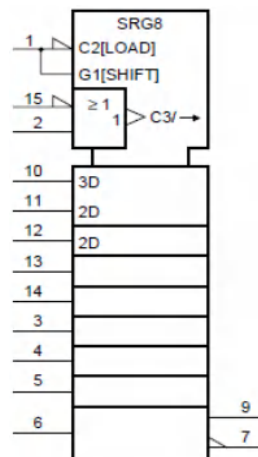 SRG8
1 C2[LOAD]
G1[SHIFT]
15 ≥ 1
2 1 C3/→
10 3D
11 2D
12 2D
13
14
3
4
5
6 9
7